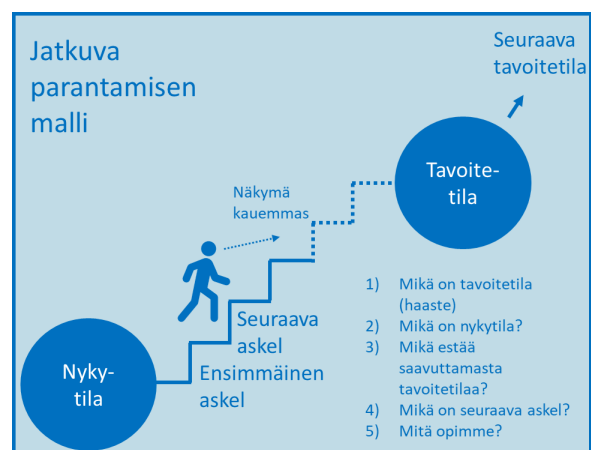 Jatkuva
parantamisen
malli
Seuraava
tavoitetila
Tavoite-
tila
Näkymä
kauemmas
Seuraava
askel
Ensimmäinen
askel
Nyky-
tila
1) Mikä on tavoitetila
(haaste)
2) Mikä on nykytila?
3) Mikä estää
saavuttamasta
tavoitetilaa?
4) Mikä on seuraava askel?
5) Mitä opimme?